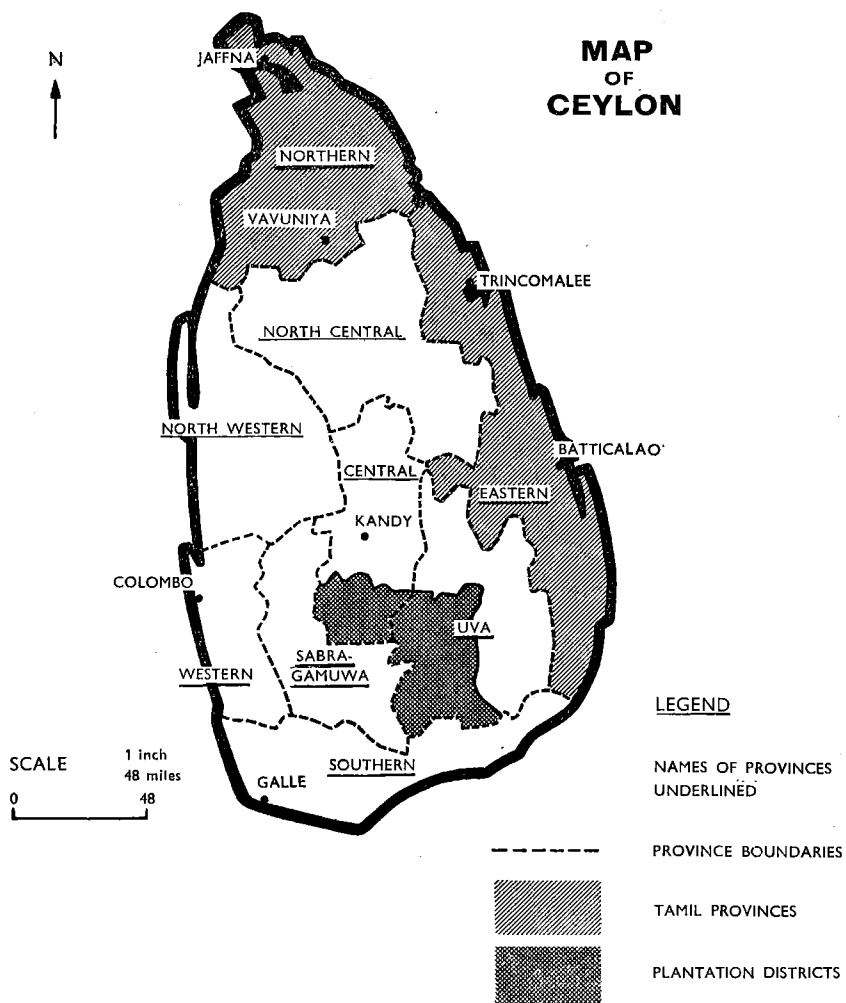 MAP
OF
CEYLON
N
JAFFNA
NORTHERN
VAVUNIYA
TRINCOMALEE
NORTH CENTRAL
NORTH WESTERN
BATTICALAO
CENTRAL
EASTERN
KANDY
COLOMBO
UVA
SABRA-
GAMUWA
WESTERN
SOUTHERN
GALLE
SCALE
1 inch
48 miles
0 48
LEGEND
NAMES OF PROVINCES
UNDERLINED
PROVINCE BOUNDARIES
TAMIL PROVINCES
PLANTATION DISTRICTS